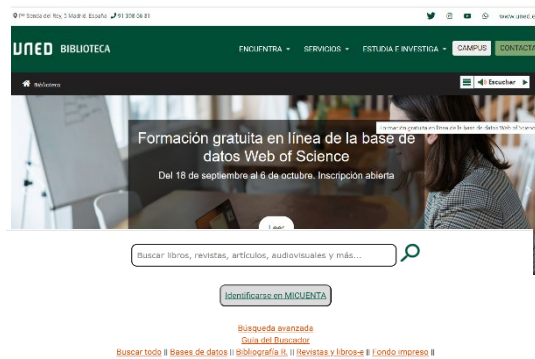 Senda del Rey, 5 Madrid. España 91 398 66 31 www.uned.e
UNED BIBLIOTECA ENCUENTRA SERVICIOS ESTUDIA E INVESTIGA CAMPUS CONTACTA
Biblioteca Escuchar
Formación gratuita en línea de la base de datos Web of Science
Formación gratuita en línea de la base de
datos Web of Science
Del 18 de septiembre al 6 de octubre. Inscripción abierta
Leer
Buscar libros, revistas, artículos, audiovisuales y más...
Identificarse en MICUENTA
Búsqueda avanzada
Guía del Buscador
Buscar todo || Bases de datos || Bibliografía R. || Revistas y libros-e || Fondo impreso ||